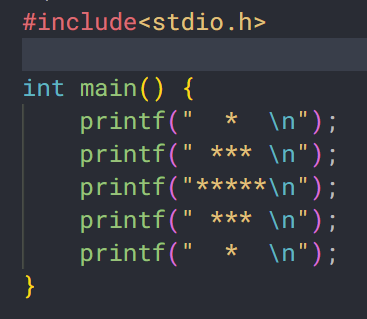 #include<stdio.h>
int main() {
    printf("  *  \n");
    printf(" *** \n");
    printf("*****\n");
    printf(" *** \n");
    printf("  *  \n");
}